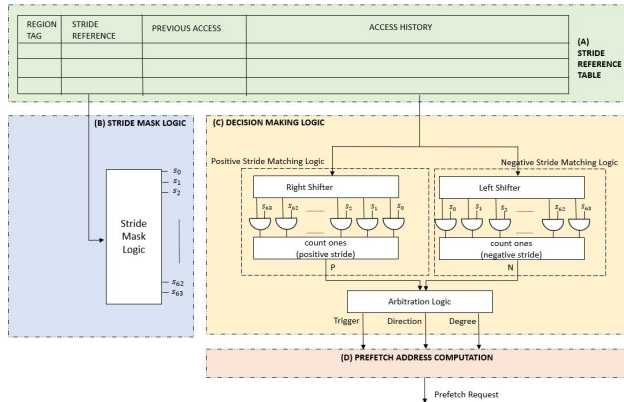 REGION TAG
STRIDE REFERENCE
PREVIOUS ACCESS
ACCESS HISTORY
(A) STRIDE REFERENCE TABLE
(B) STRIDE MASK LOGIC
Stride Mask Logic
s0
s1
s2
s62
s63
(C) DECISION MAKING LOGIC
Positive Stride Matching Logic
Right Shifter
s63 s62 s2 s1 s0
count ones
(positive stride)
P
Negative Stride Matching Logic
Left Shifter
s0 s1 s2 s62 s63
count ones
(negative stride)
N
Arbitration Logic
Trigger Direction Degree
(D) PREFETCH ADDRESS COMPUTATION
Prefetch Request